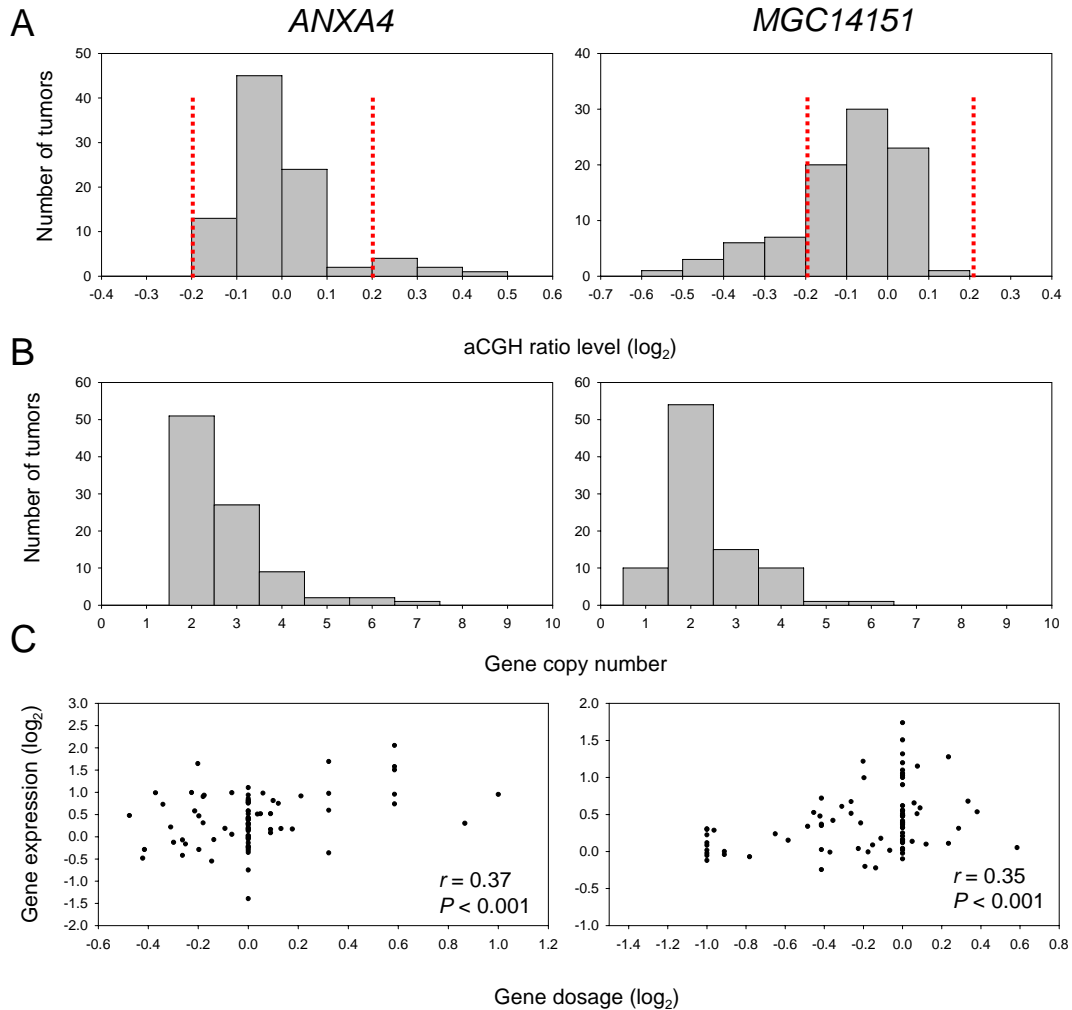 A
ANXA4
MGC14151
Number of tumors
50
40
30
20
10
0
-0.4 -0.3 -0.2 -0.1 0.0 0.1 0.2 0.3 0.4 0.5 0.6
40
30
20
10
0
-0.7 -0.6 -0.5 -0.4 -0.3 -0.2 -0.1 0.0 0.1 0.2 0.3 0.4
aCGH ratio level (log₂)
B
Number of tumors
60
50
40
30
20
10
0
0 1 2 3 4 5 6 7 8 9 10
60
50
40
30
20
10
0
0 1 2 3 4 5 6 7 8 9 10
Gene copy number
C
Gene expression (log₂)
3.0
2.5
2.0
1.5
1.0
0.5
0.0
-0.5
-1.0
-1.5
-2.0
-0.6 -0.4 -0.2 0.0 0.2 0.4 0.6 0.8 1.0 1.2
r = 0.37
P < 0.001
2.0
1.5
1.0
0.5
0.0
-0.5
-1.0
-1.4 -1.2 -1.0 -0.8 -0.6 -0.4 -0.2 0.0 0.2 0.4 0.6 0.8
r = 0.35
P < 0.001
Gene dosage (log₂)